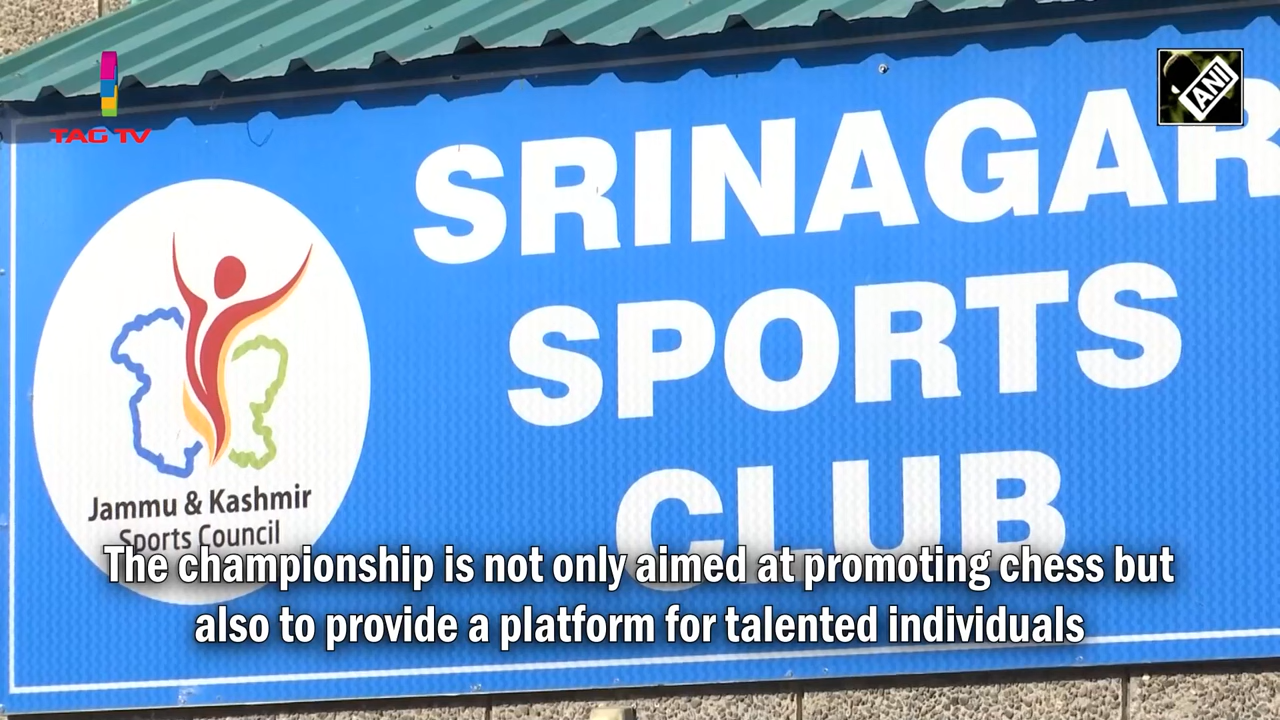 TAG TV
ANI
SRINAGAR
SPORTS
CLUB
Jammu & Kashmir
Sports Council
The championship is not only aimed at promoting chess but
also to provide a platform for talented individuals